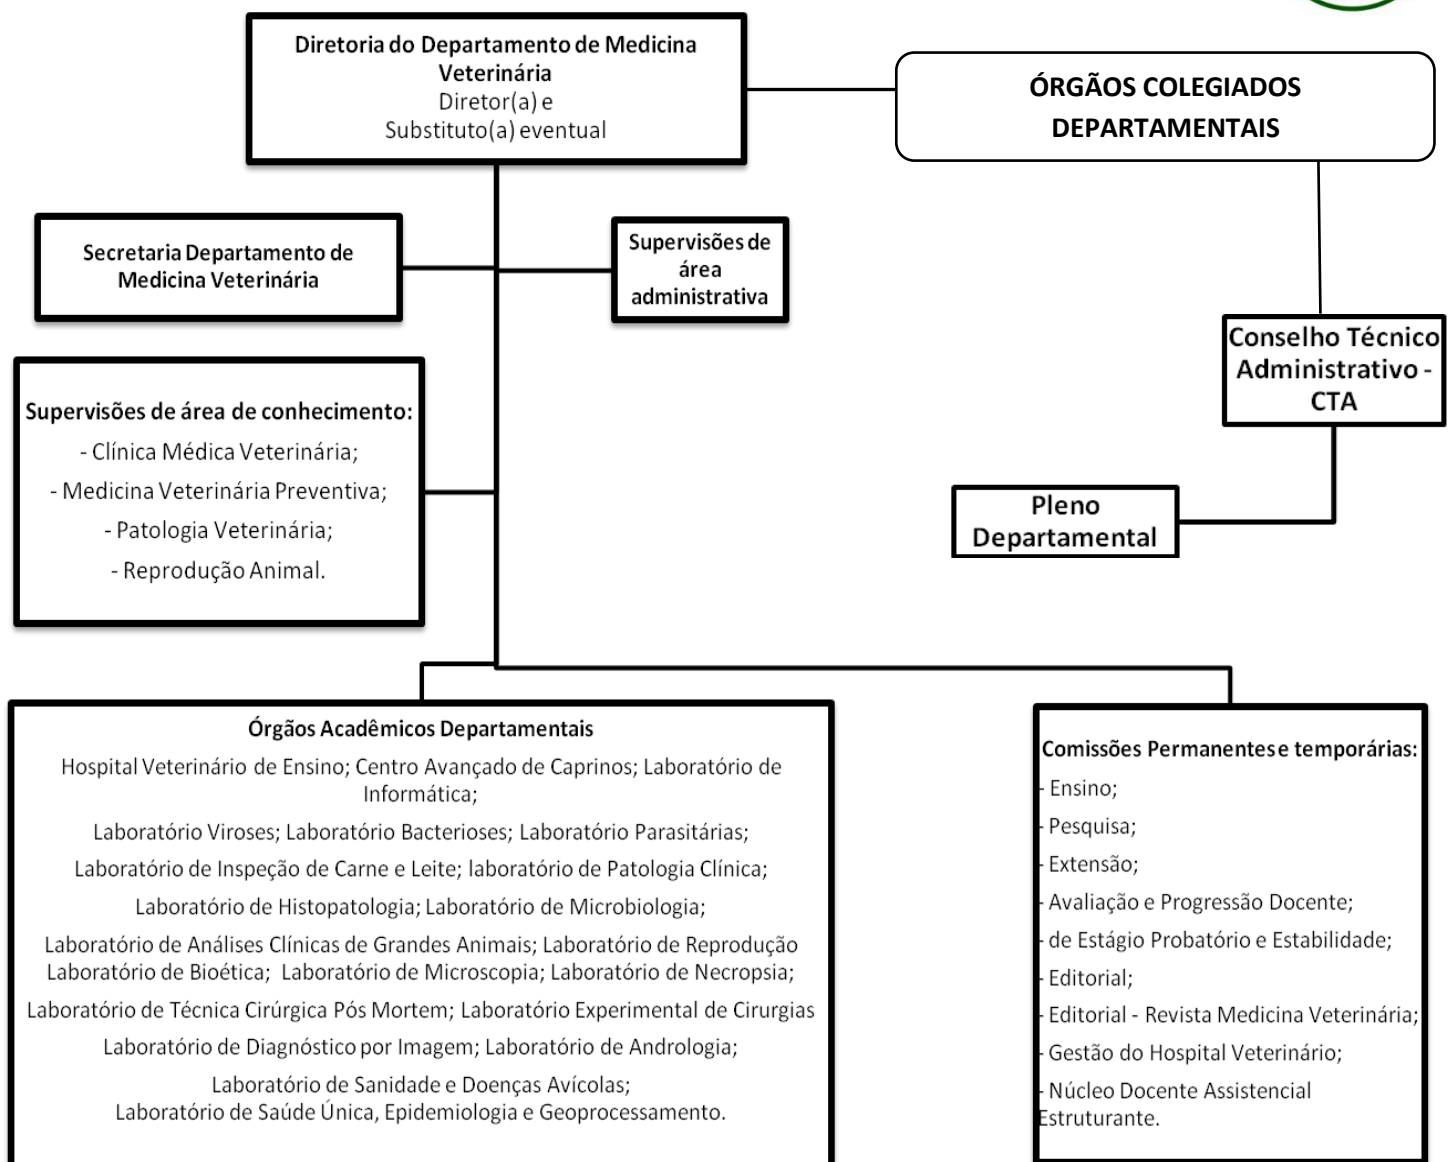 Diretoria do Departamento de Medicina
Veterinária
Diretor(a) e
Substituto(a) eventual
ÓRGÃOS COLEGIADOS
DEPARTAMENTAIS
Secretaria Departamento de
Medicina Veterinária
Supervisões de
área
administrativa
Conselho Técnico
Administrativo -
CTA
Supervisões de área de conhecimento:
- Clínica Médica Veterinária;
- Medicina Veterinária Preventiva;
- Patologia Veterinária;
- Reprodução Animal.
Pleno
Departamental
Órgãos Acadêmicos Departamentais
Hospital Veterinário de Ensino; Centro Avançado de Caprinos; Laboratório de
Informática;
Laboratório Viroses; Laboratório Bacterioses; Laboratório Parasitárias;
Laboratório de Inspeção de Carne e Leite; laboratório de Patologia Clínica;
Laboratório de Histopatologia; Laboratório de Microbiologia;
Laboratório de Análises Clínicas de Grandes Animais; Laboratório de Reprodução
Laboratório de Bioética; Laboratório de Microscopia; Laboratório de Necropsia;
Laboratório de Técnica Cirúrgica Pós Mortem; Laboratório Experimental de Cirurgias
Laboratório de Diagnóstico por Imagem; Laboratório de Andrologia;
Laboratório de Sanidade e Doenças Avícolas;
Laboratório de Saúde Única, Epidemiologia e Geoprocessamento.
Comissões Permanentes e temporárias:
- Ensino;
- Pesquisa;
- Extensão;
- Avaliação e Progressão Docente;
- de Estágio Probatório e Estabilidade;
- Editorial;
- Editorial - Revista Medicina Veterinária;
- Gestão do Hospital Veterinário;
- Núcleo Docente Assistencial
Estruturante.